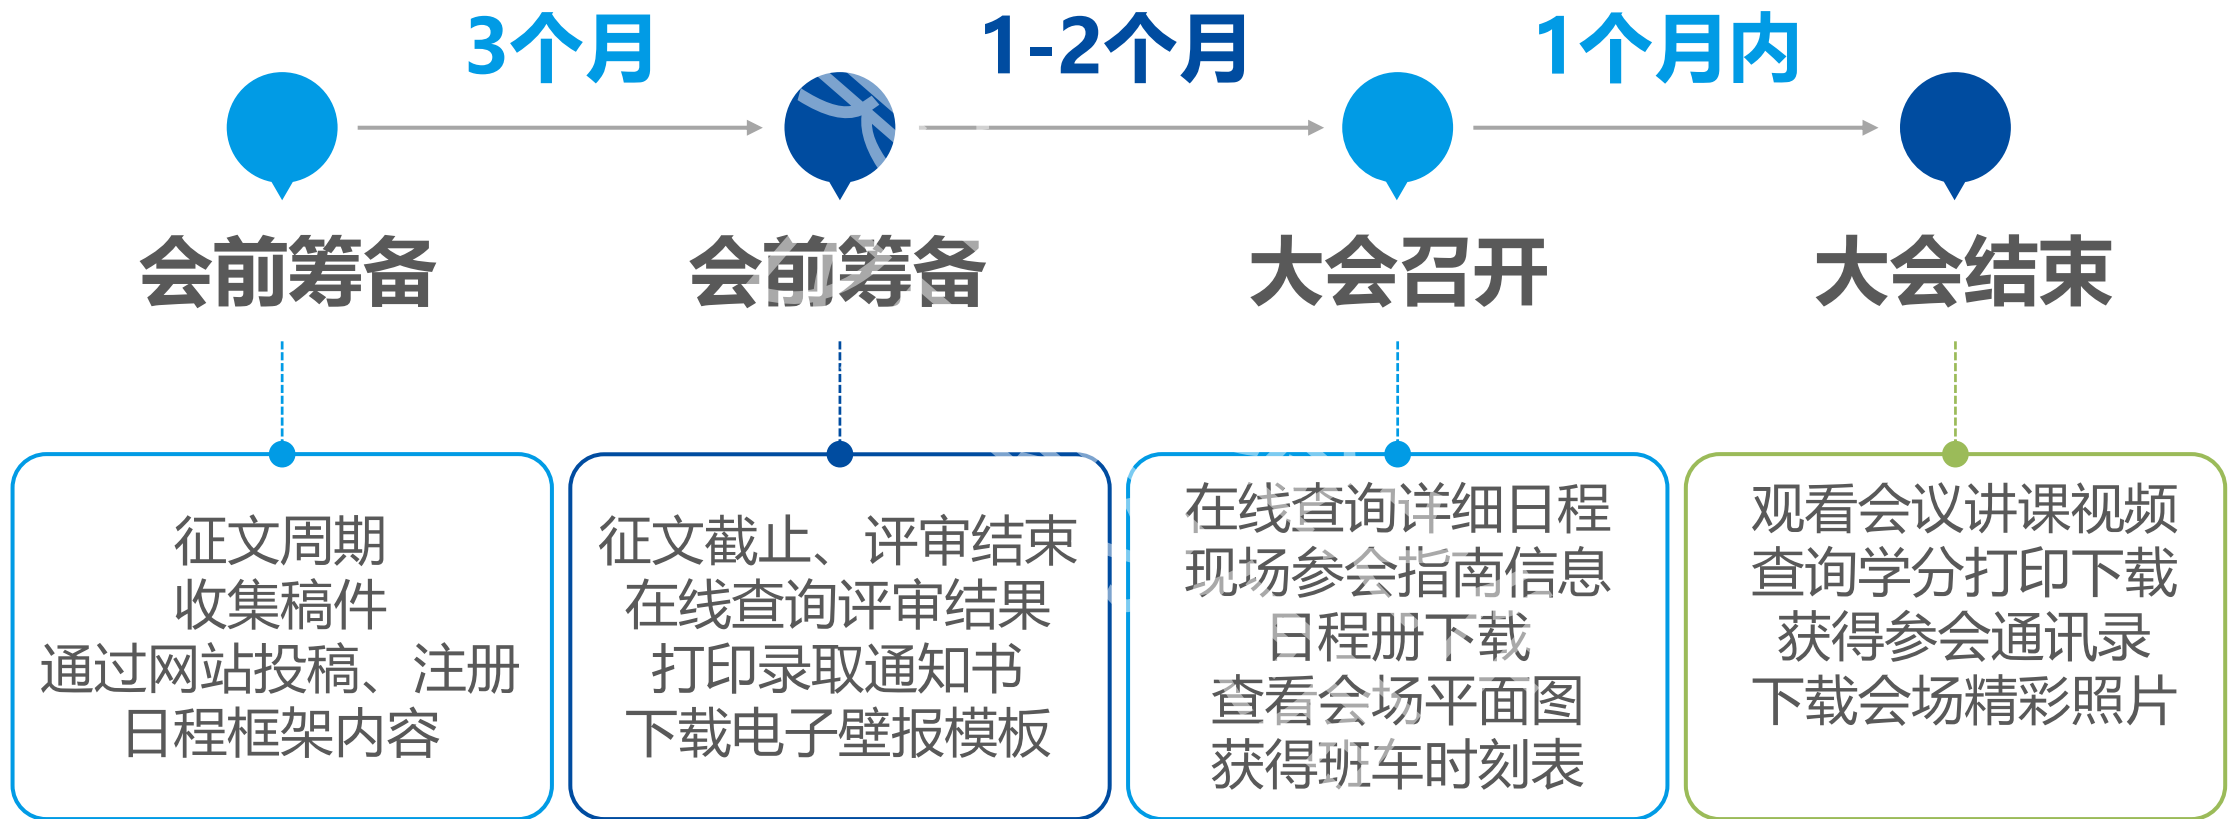 3个月
1-2个月
1个月内
会前筹备
会前筹备
大会召开
大会结束
征文周期
收集稿件
通过网站投稿、注册
日程框架内容
征文截止、评审结束
在线查询评审结果
打印录取通知书
下载电子壁报模板
在线查询详细日程
现场参会指南信息
日程册下载
查看会场平面图
获得班车时刻表
观看会议讲课视频
查询学分打印下载
获得参会通讯录
下载会场精彩照片